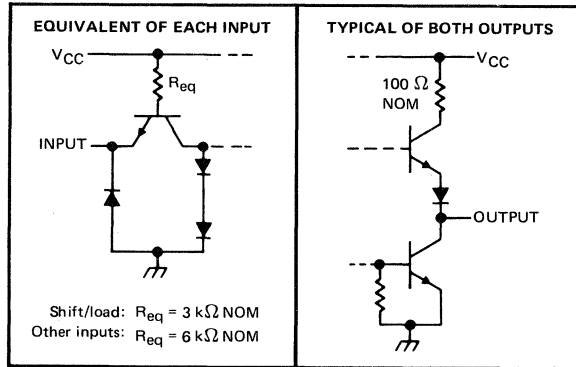 EQUIVALENT OF EACH INPUT
VCC
Req
INPUT
Shift/load: Req = 3 kΩ NOM
Other inputs: Req = 6 kΩ NOM
TYPICAL OF BOTH OUTPUTS
VCC
100 Ω
NOM
OUTPUT